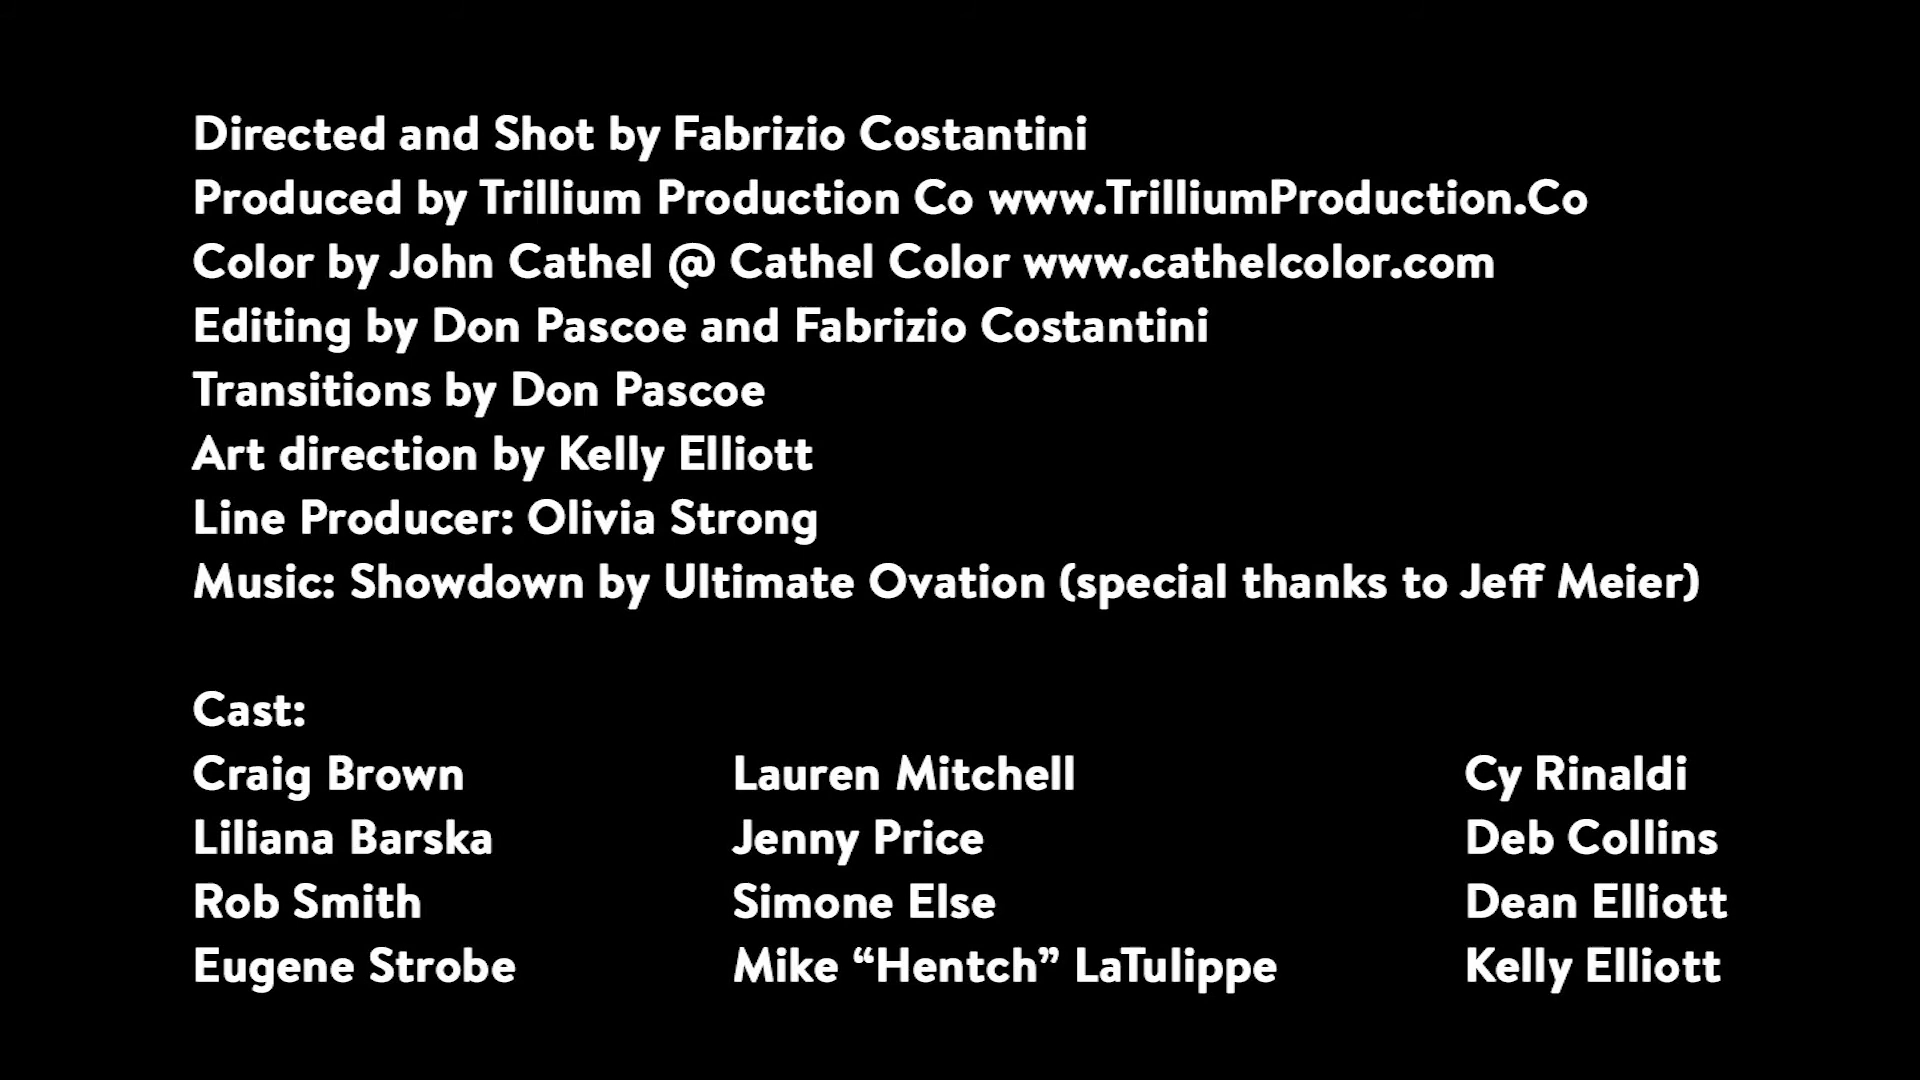 Directed and Shot by Fabrizio Costantini
Produced by Trillium Production Co www.TrilliumProduction.Co
Color by John Cathel @ Cathel Color www.cathelcolor.com
Editing by Don Pascoe and Fabrizio Costantini
Transitions by Don Pascoe
Art direction by Kelly Elliott
Line Producer: Olivia Strong
Music: Showdown by Ultimate Ovation (special thanks to Jeff Meier)
Cast:
Craig Brown Lauren Mitchell Cy Rinaldi
Liliana Barska Jenny Price Deb Collins
Rob Smith Simone Else Dean Elliott
Eugene Strobe Mike “Hentch” LaTulippe Kelly Elliott